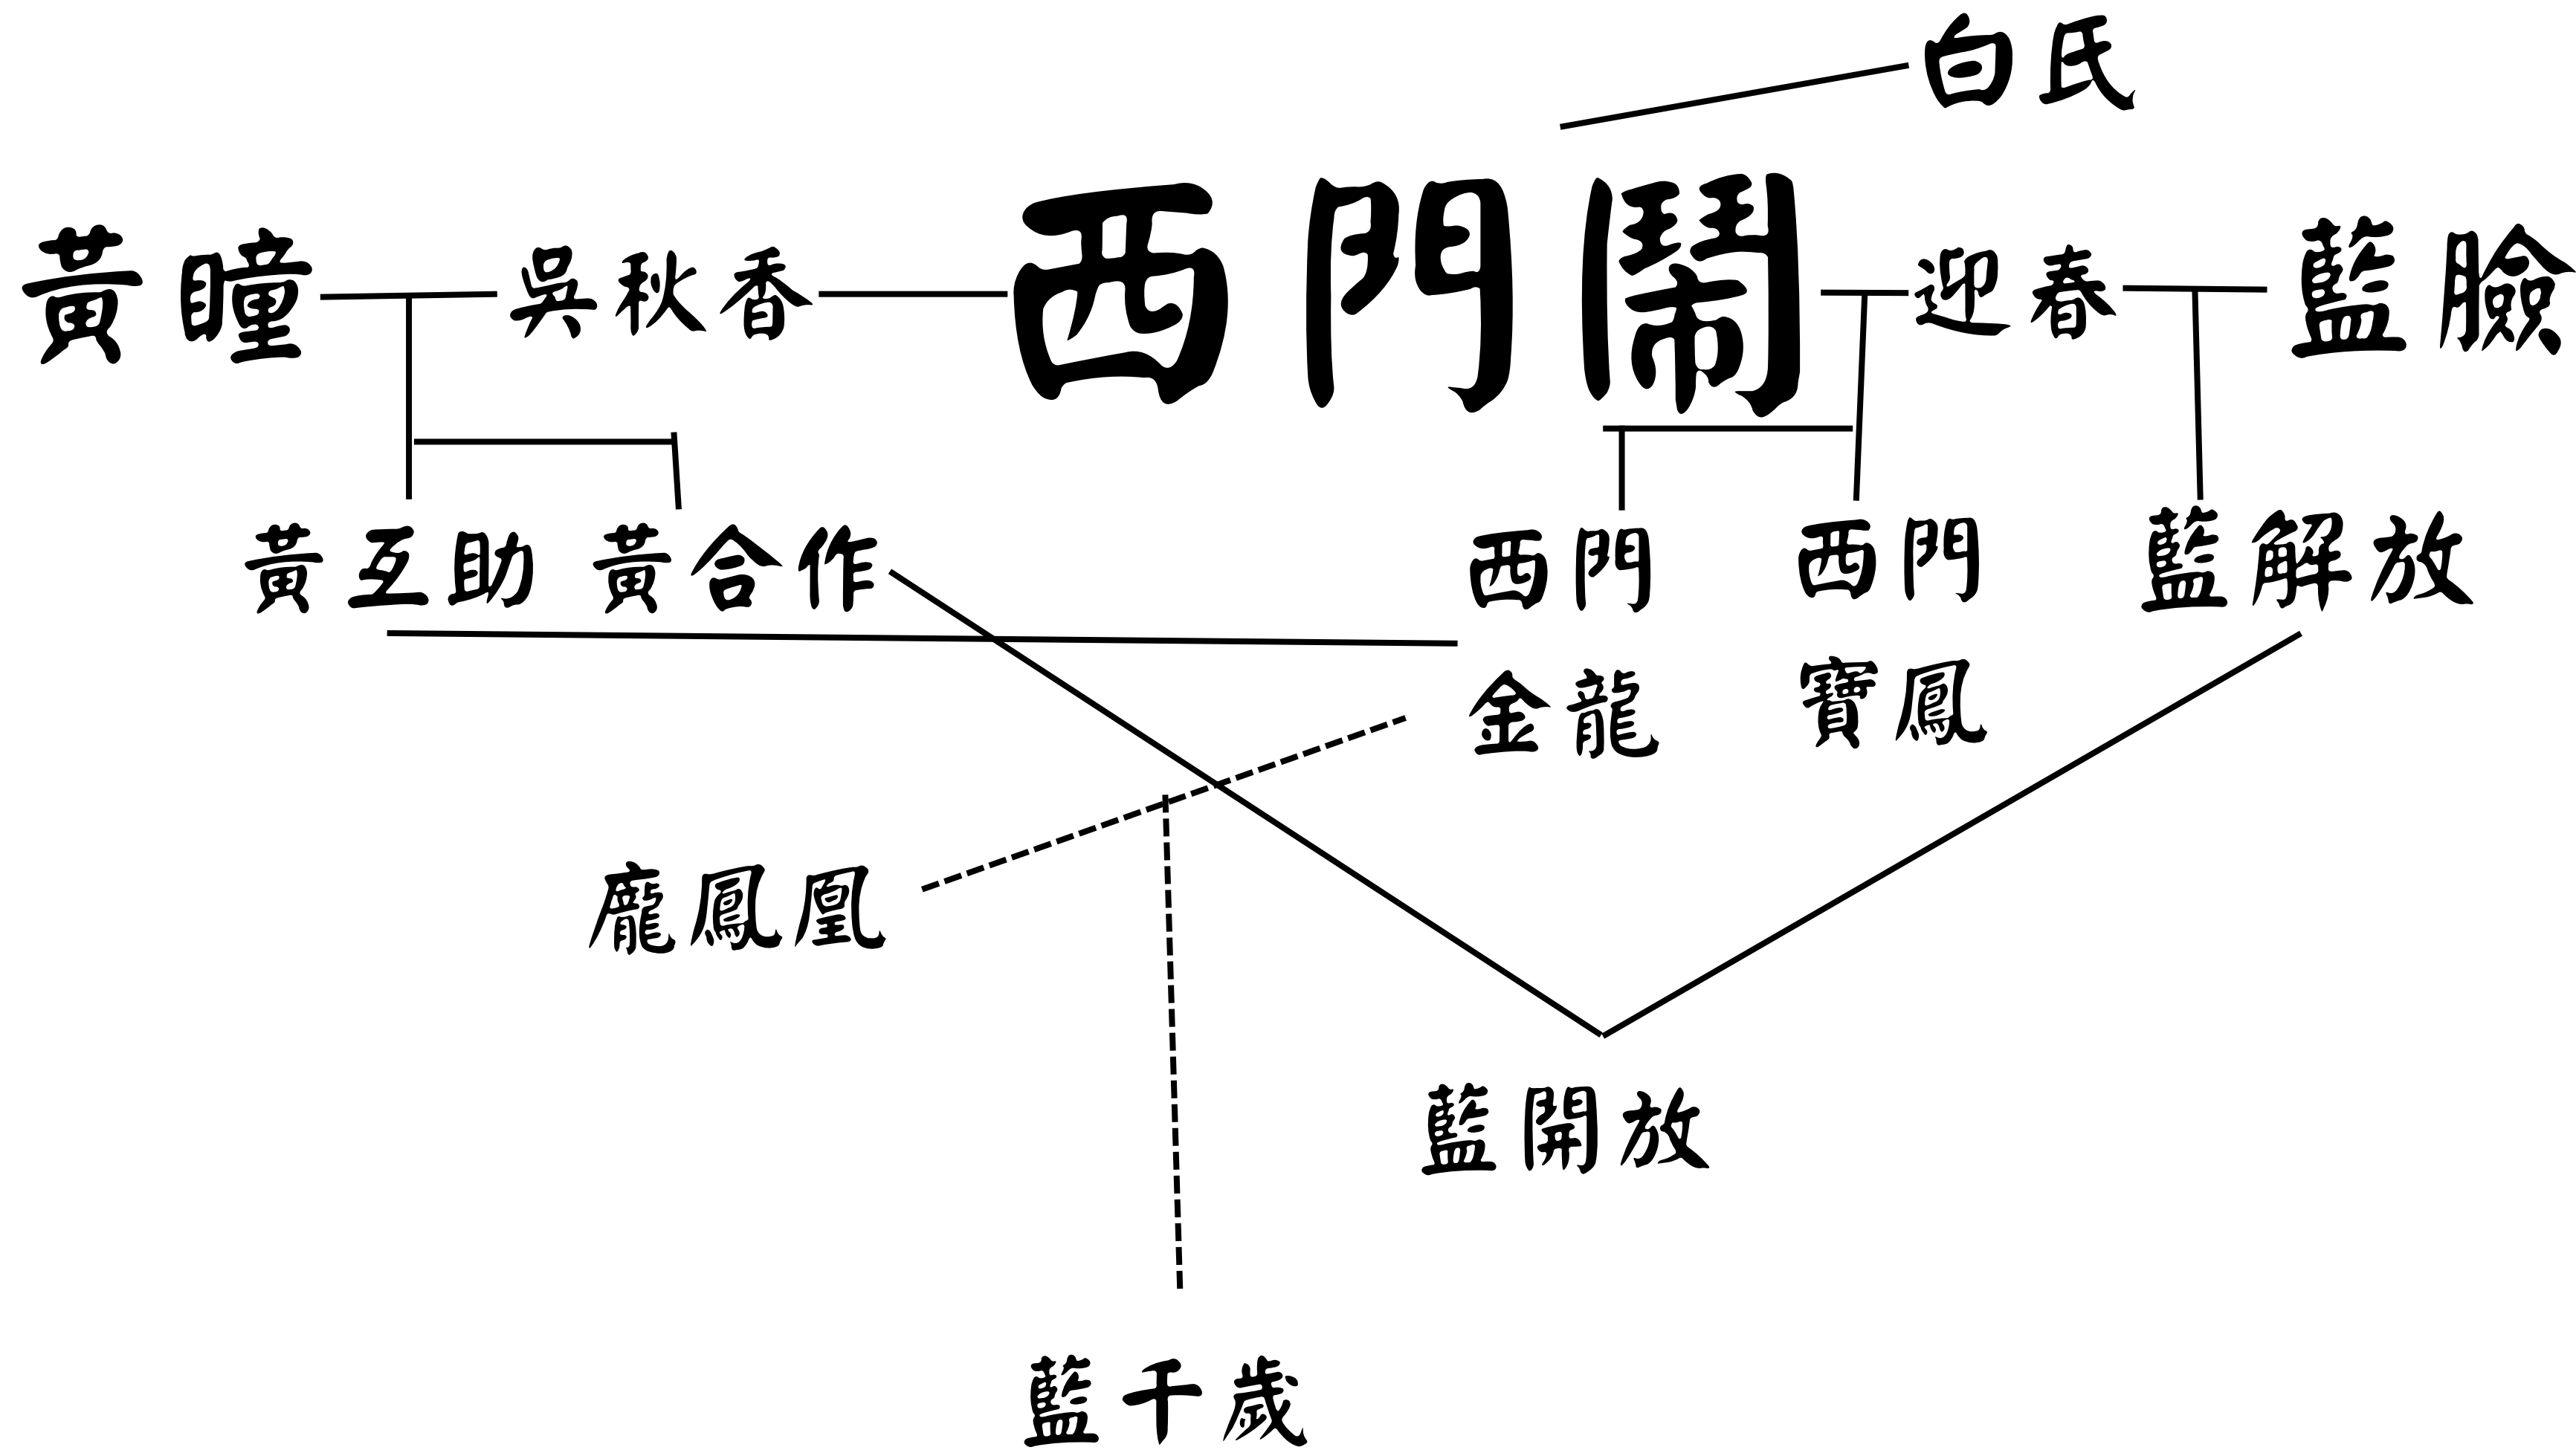 白氏
黃瞳
吳秋香
西門鬧
迎春
藍臉
黃互助
黃合作
西門
金龍
西門
寶鳳
藍解放
龐鳳凰
藍開放
藍千歲